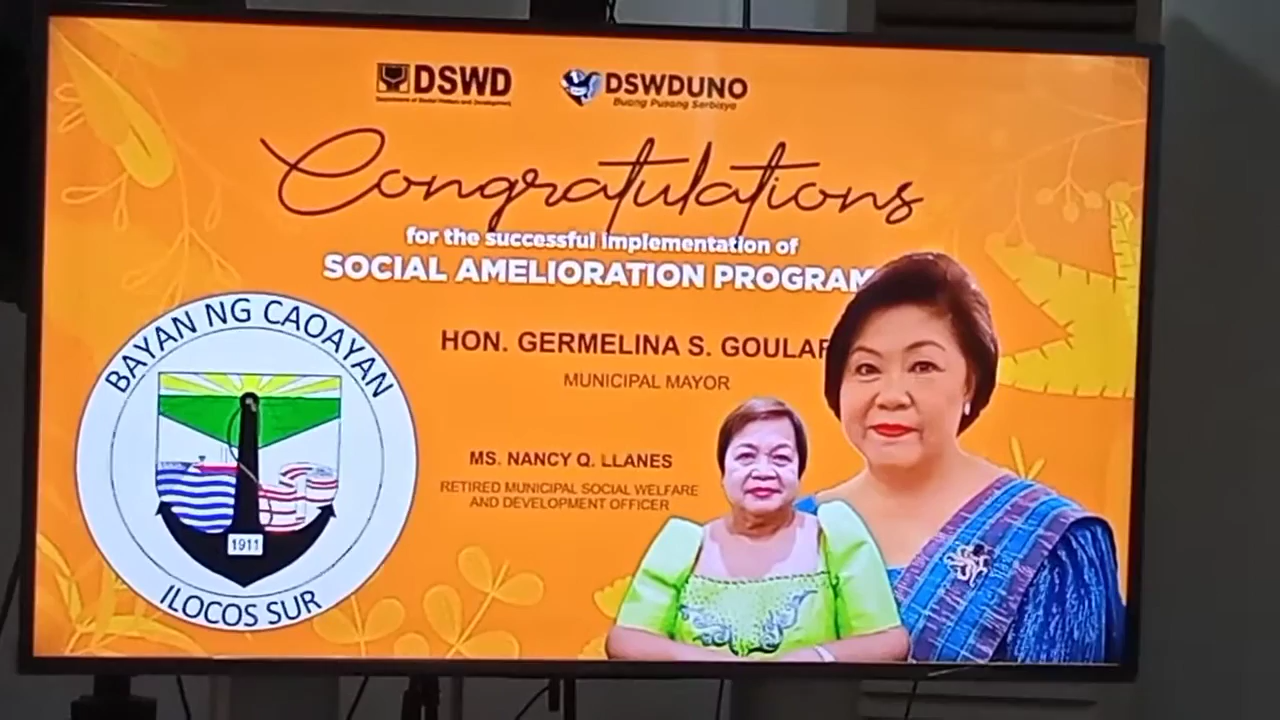 DSWD
Department of Social Welfare and Development
DSWDUNO
Buong Pusong Serbisyo
Congratulations
for the successful implementation of
SOCIAL AMELIORATION PROGRAM
HON. GERMELINA S. GOULAR
MUNICIPAL MAYOR
MS. NANCY Q. LLANES
RETIRED MUNICIPAL SOCIAL WELFARE
AND DEVELOPMENT OFFICER
BAYAN NG CAOAYAN
1911
ILOCOS SUR